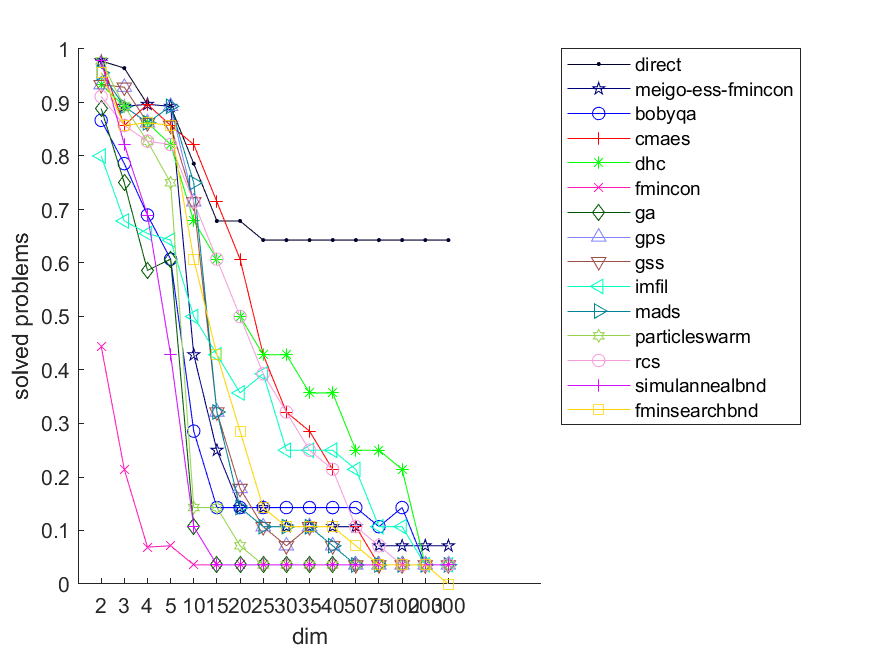 1
0.9
0.8
0.7
0.6
0.5
0.4
0.3
0.2
0.1
0
solved problems
2 3 4 5 10 15 20 25 30 35 40 50 75 100 200 300
dim
direct
meigo-ess-fmincon
bobyqa
cmaes
dhc
fmincon
ga
gps
gss
imfil
mads
particleswarm
rcs
simulannealbnd
fminsearchbnd